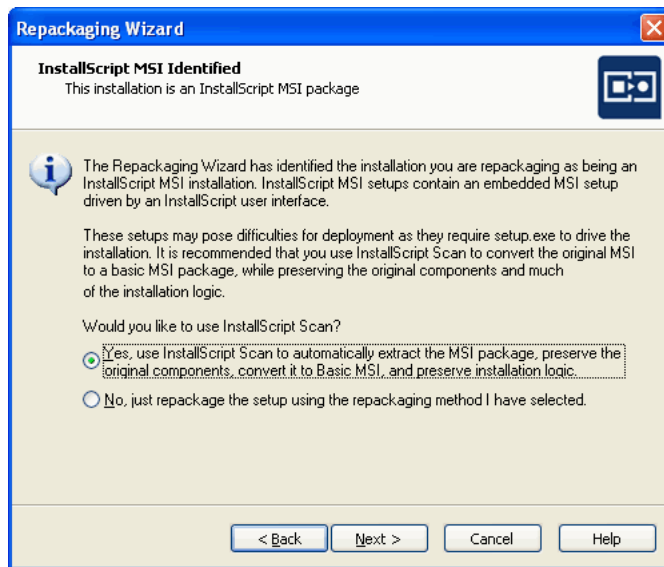 Repackaging Wizard
InstallScript MSI Identified
This installation is an InstallScript MSI package
The Repackaging Wizard has identified the installation you are repackaging as being an
InstallScript MSI installation. InstallScript MSI setups contain an embedded MSI setup
driven by an InstallScript user interface.
These setups may pose difficulties for deployment as they require setup.exe to drive the
installation. It is recommended that you use InstallScript Scan to convert the original MSI
to a basic MSI package, while preserving the original components and much
of the installation logic.
Would you like to use InstallScript Scan?
Yes, use InstallScript Scan to automatically extract the MSI package, preserve the
original components, convert it to Basic MSI, and preserve installation logic.
No, just repackage the setup using the repackaging method I have selected.
< Back Next > Cancel Help